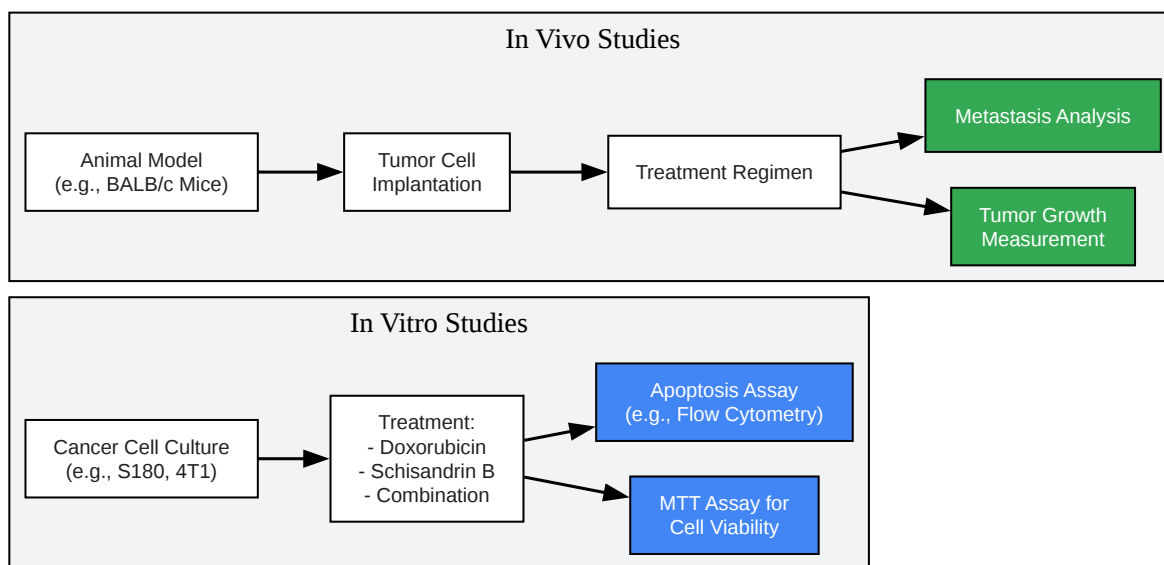 In Vivo Studies
Animal Model
(e.g., BALB/c Mice)
Tumor Cell
Implantation
Treatment Regimen
Metastasis Analysis
Tumor Growth
Measurement
In Vitro Studies
Cancer Cell Culture
(e.g., S180, 4T1)
Treatment:
- Doxorubicin
- Schisandrin B
- Combination
Apoptosis Assay
(e.g., Flow Cytometry)
MTT Assay for
Cell Viability